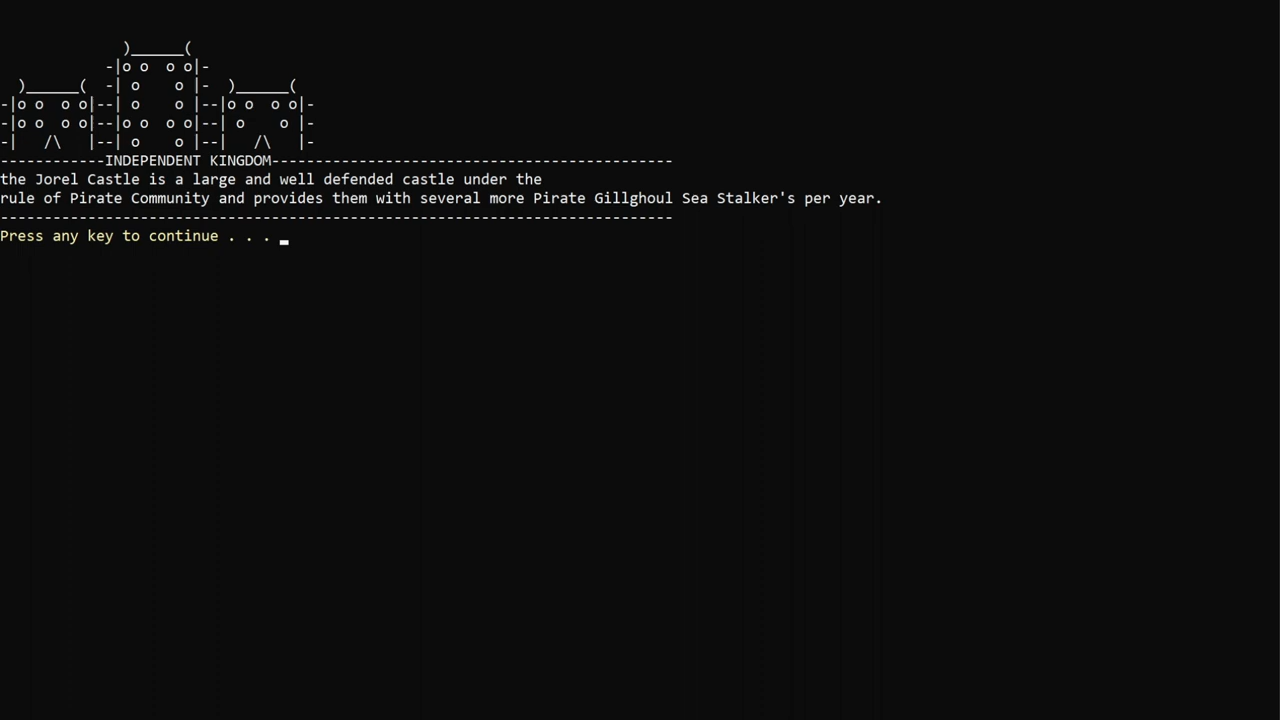 ------------INDEPENDENT KINGDOM----------------------------------------------
the Jorel Castle is a large and well defended castle under the
rule of Pirate Community and provides them with several more Pirate Gillghoul Sea Stalker's per year.
-----------------------------------------------------------------------------
Press any key to continue . . .